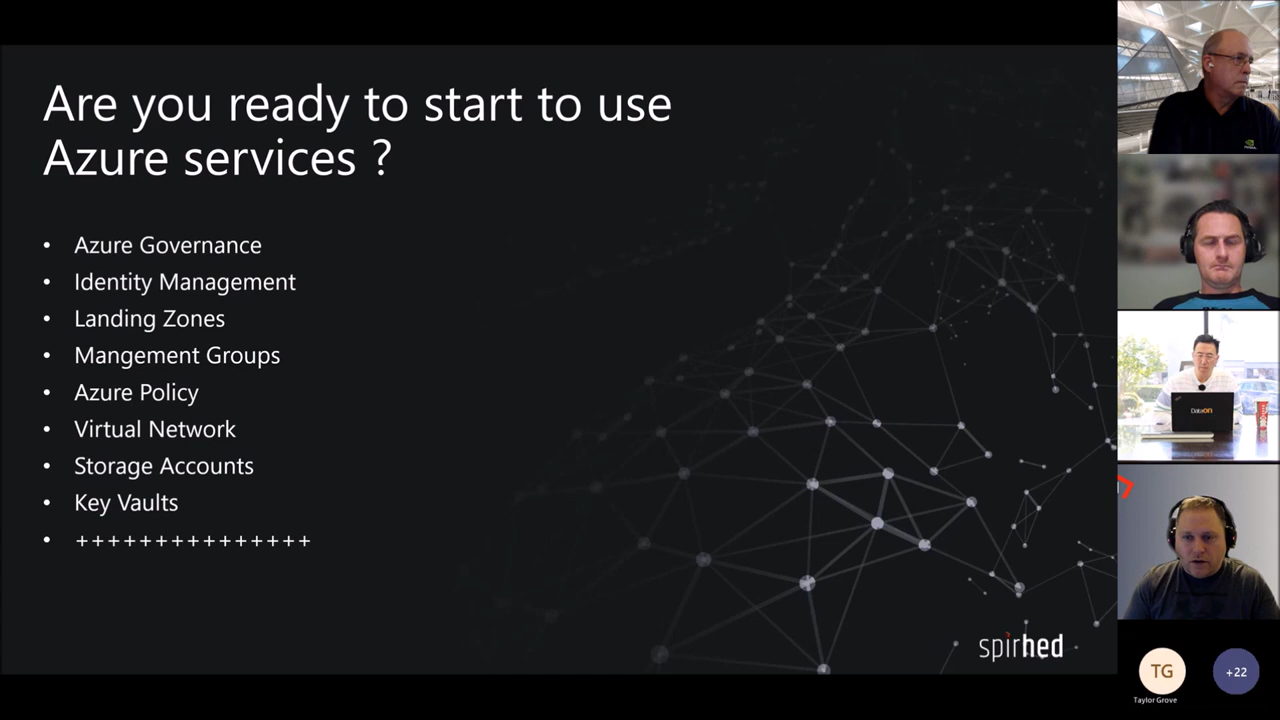 Are you ready to start to use
Azure services ?
• Azure Governance
• Identity Management
• Landing Zones
• Mangement Groups
• Azure Policy
• Virtual Network
• Storage Accounts
• Key Vaults
• +++++++++++++++
spirhed
DataON
TG
+22
Taylor Grove